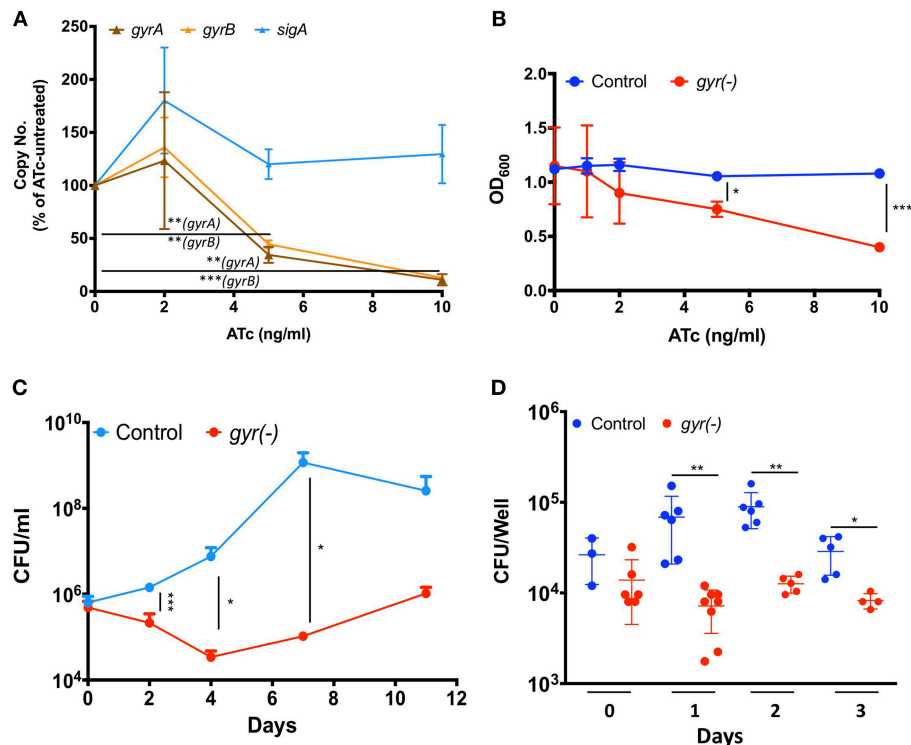 A
gyrA gyrB sigA
Copy No.
(% of ATc-untreated)
250
200
150
100
50
0
**(gyrA)
**(gyrB)
**(gyrA)
***(gyrB)
0 2 4 6 8 10
ATc (ng/ml)
B
Control gyr(-)
OD600
2.0
1.5
1.0
0.5
0.0
*
***
0 2 4 6 8 10
ATc (ng/ml)
C
Control gyr(-)
CFU/ml
10^10
10^8
10^6
10^4
***
*
*
0 2 4 6 8 10 12
Days
D
Control gyr(-)
CFU/Well
10^6
10^5
10^4
10^3
**
**
*
0 1 2 3
Days